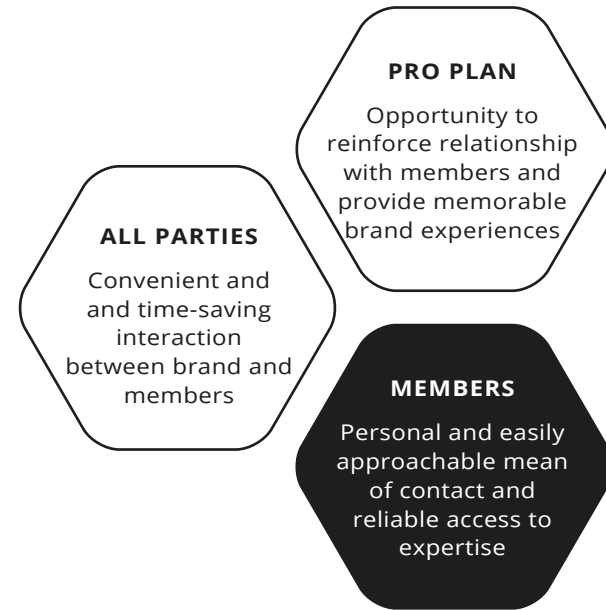 PRO PLAN
Opportunity to
reinforce relationship
with members and
provide memorable
brand experiences
ALL PARTIES
Convenient and
and time-saving
interaction
between brand and
members
MEMBERS
Personal and easily
approachable mean
of contact and
reliable access to
expertise